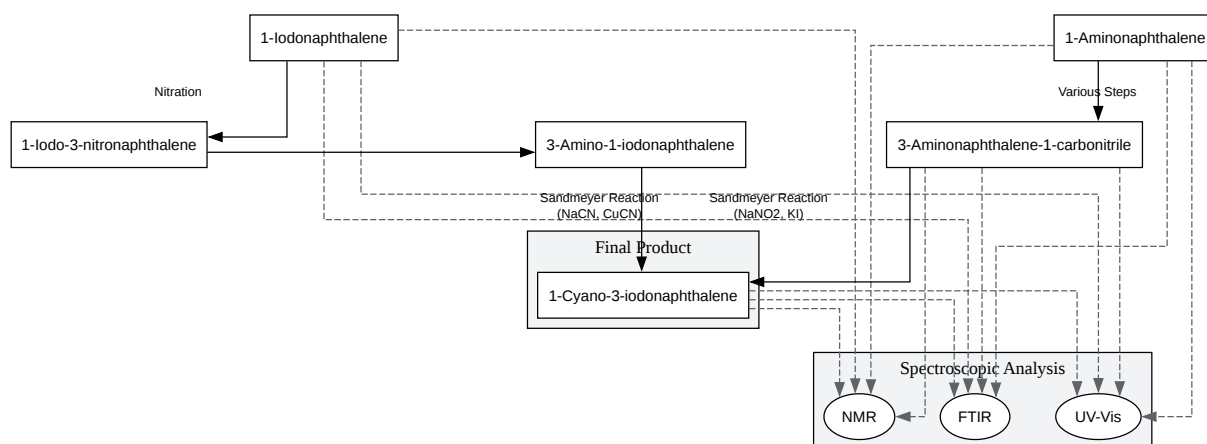 1-Iodonaphthalene
1-Aminonaphthalene
Nitration
Various Steps
1-Iodo-3-nitronaphthalene
3-Amino-1-iodonaphthalene
3-Aminonaphthalene-1-carbonitrile
Sandmeyer Reaction
(NaCN, CuCN)
Sandmeyer Reaction
(NaNO2, KI)
Final Product
1-Cyano-3-iodonaphthalene
Spectroscopic Analysis
NMR
FTIR
UV-Vis